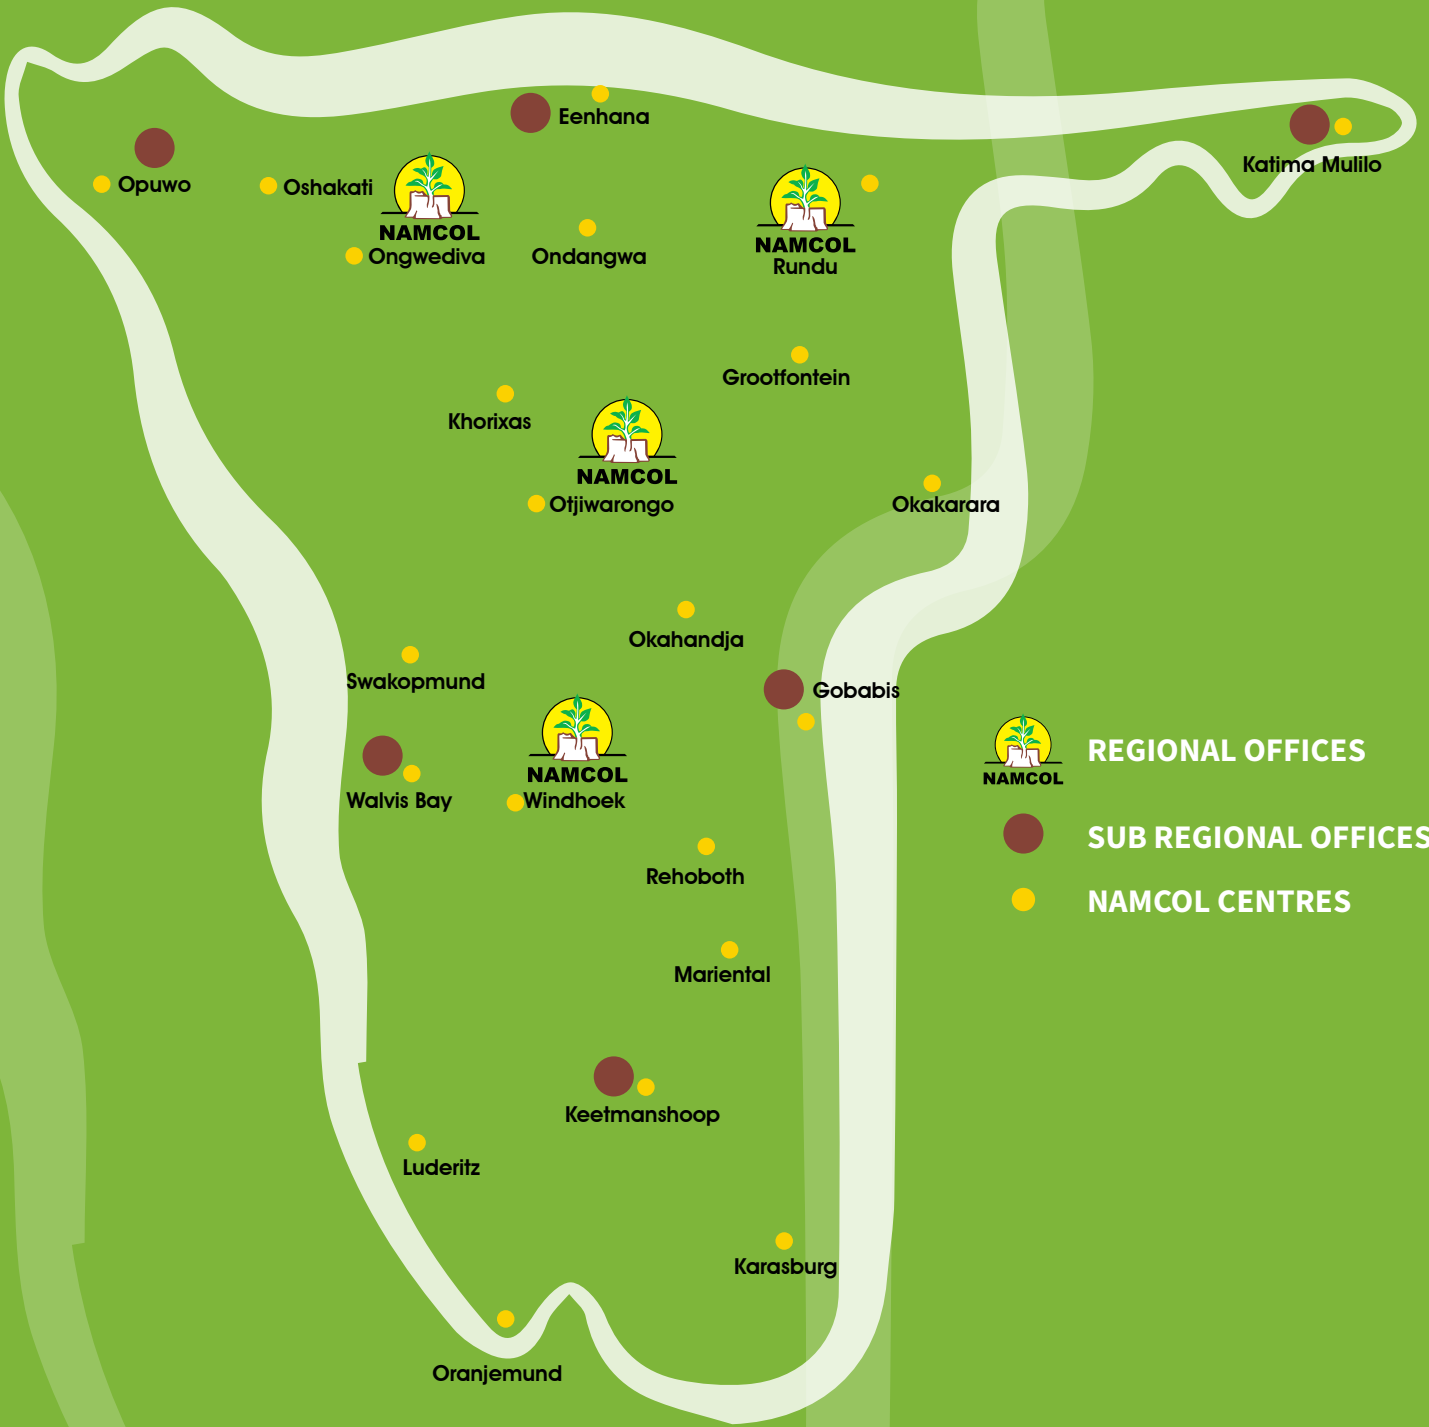 Eenhana
Katima Mulilo
Opuwo
Oshakati
NAMCOL
Ongwediva
Ondangwa
NAMCOL
Rundu
Grootfontein
Khorixas
NAMCOL
Otjiwarongo
Okakarara
Okahandja
Swakopmund
Gobabis
NAMCOL
Windhoek
Walvis Bay
NAMCOL
REGIONAL OFFICES
SUB REGIONAL OFFICES
NAMCOL CENTRES
Rehoboth
Mariental
Keetmanshoop
Luderitz
Karasburg
Oranjemund